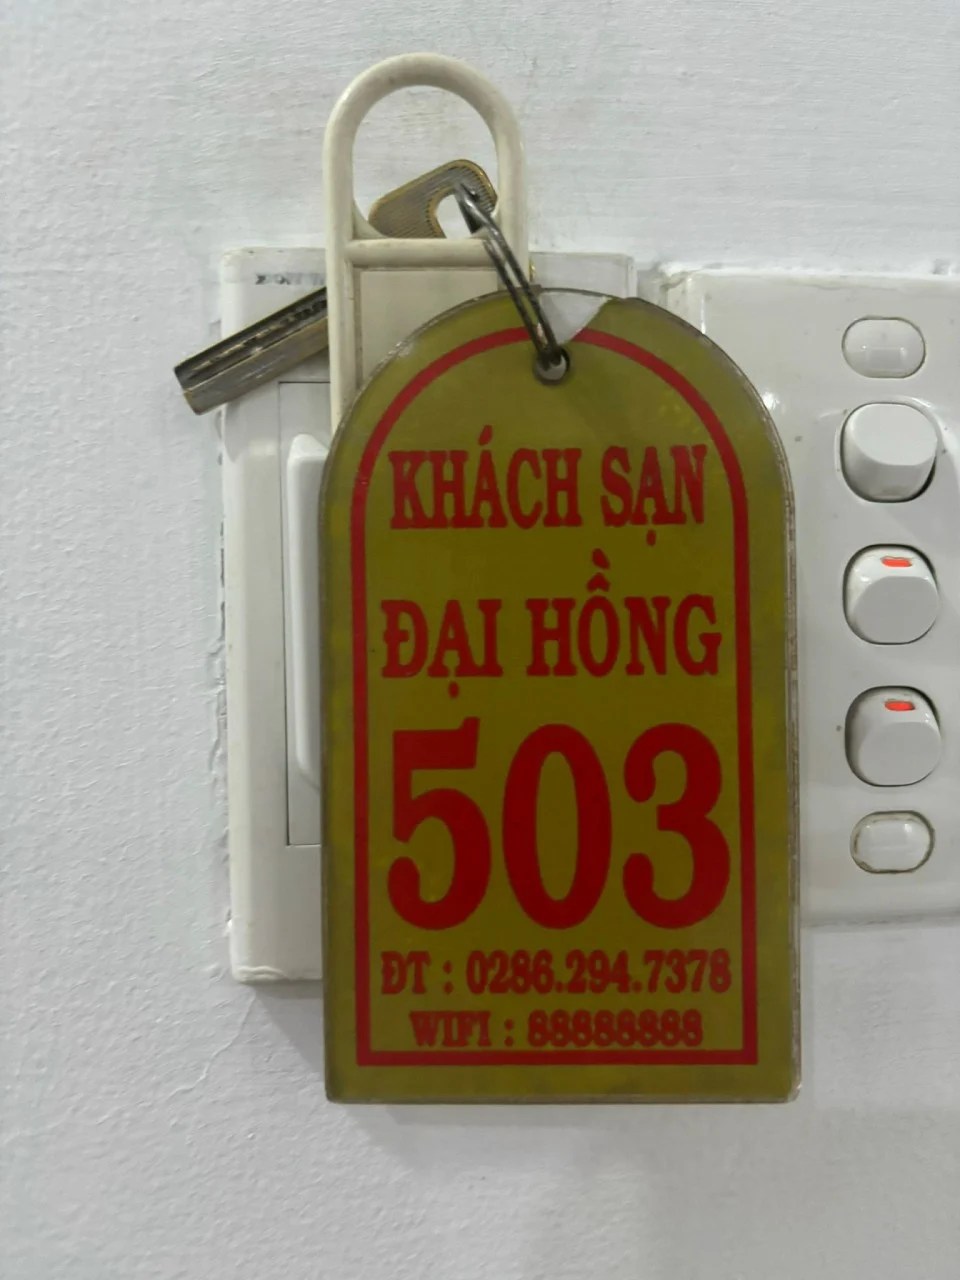 KHÁCH SẠN
ĐẠI HỒNG
503
ĐT : 0286.294.7378
WIFI : 88888888